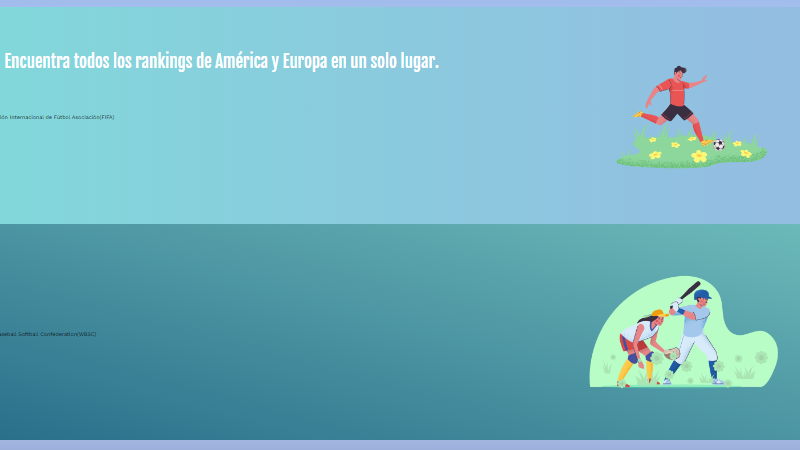 Encuentra todos los rankings de América y Europa en un solo lugar.
ión Internacional de Fútbol Asociación(FIFA)
Softball Confederation(WBSC)